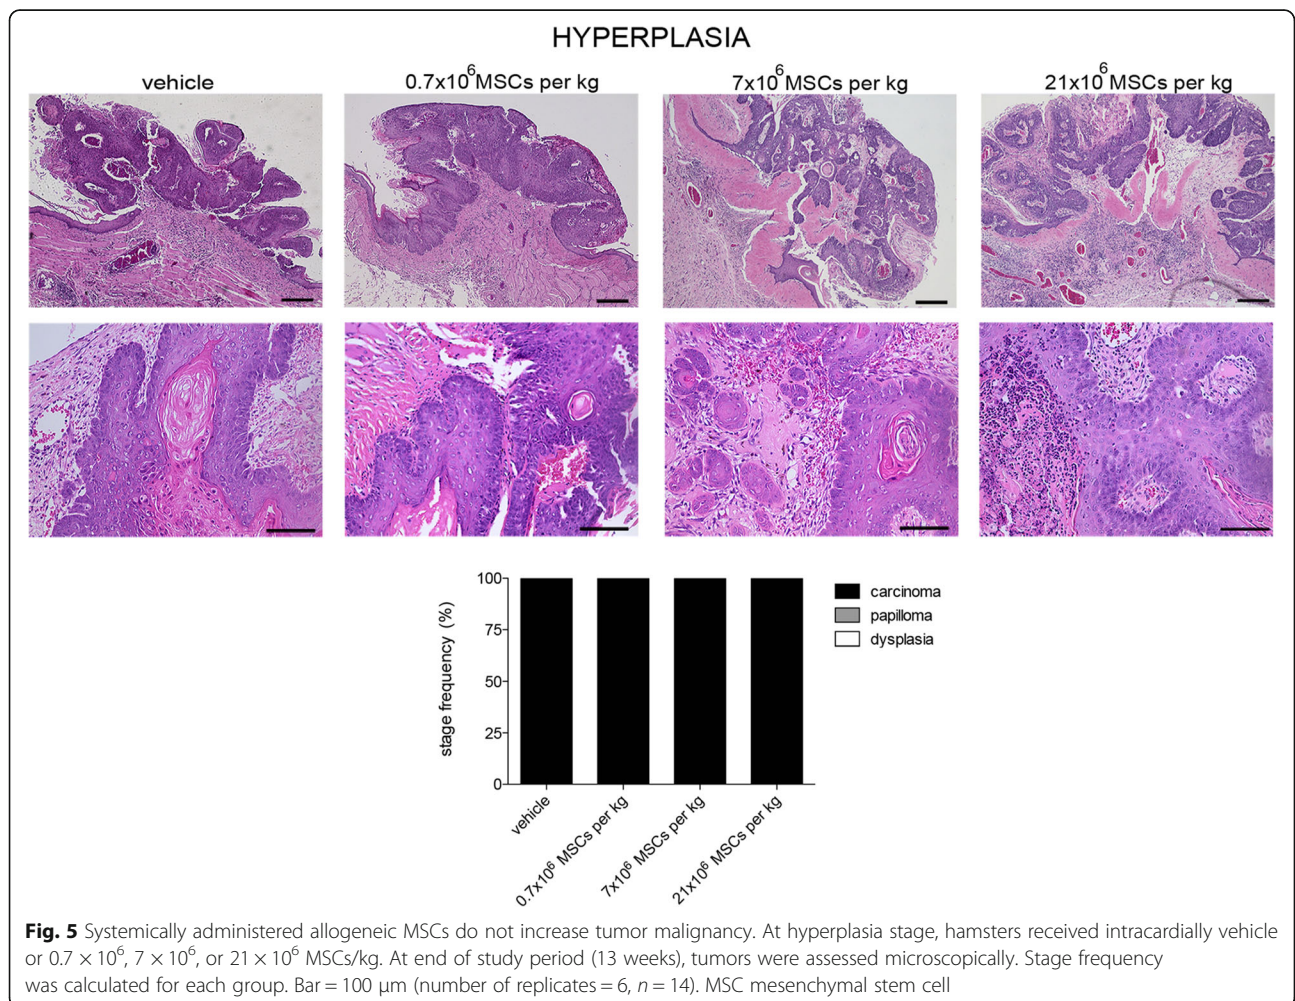 HYPERPLASIA
vehicle
0.7x10⁶MSCs per kg
7x10⁶MSCs per kg
21x10⁶MSCs per kg
stage frequency (%)
100
75
50
25
0
vehicle
0.7x10⁶ MSCs per kg
7x10⁶ MSCs per kg
21x10⁶ MSCs per kg
carcinoma
papilloma
dysplasia
Fig. 5 Systemically administered allogeneic MSCs do not increase tumor malignancy. At hyperplasia stage, hamsters received intracardially vehicle
or 0.7 × 10⁶, 7 × 10⁶, or 21 × 10⁶ MSCs/kg. At end of study period (13 weeks), tumors were assessed microscopically. Stage frequency
was calculated for each group. Bar = 100 μm (number of replicates = 6, n = 14). MSC mesenchymal stem cell